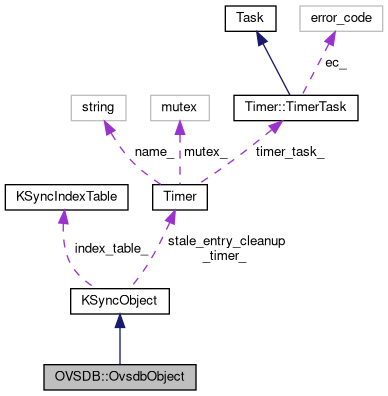 Task
error_code
ec_
string
mutex
Timer::TimerTask
name_
mutex_
timer_task_
KSyncIndexTable
Timer
index_table_
stale_entry_cleanup
_timer_
KSyncObject
OVSDB::OvsdbObject